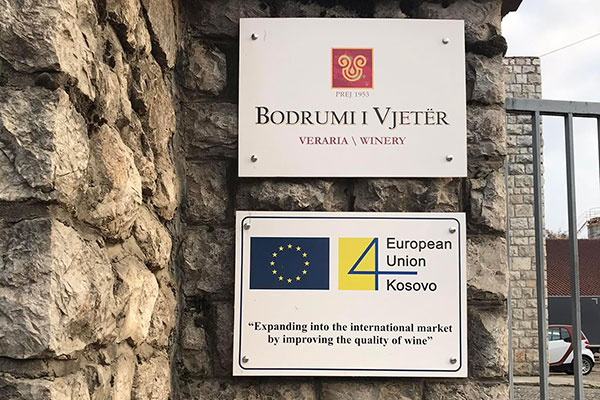 PREJ 1953
BODRUMI I VJETËR
VERARIA \ WINERY
4
European
Union
Kosovo
“Expanding into the international market
by improving the quality of wine”